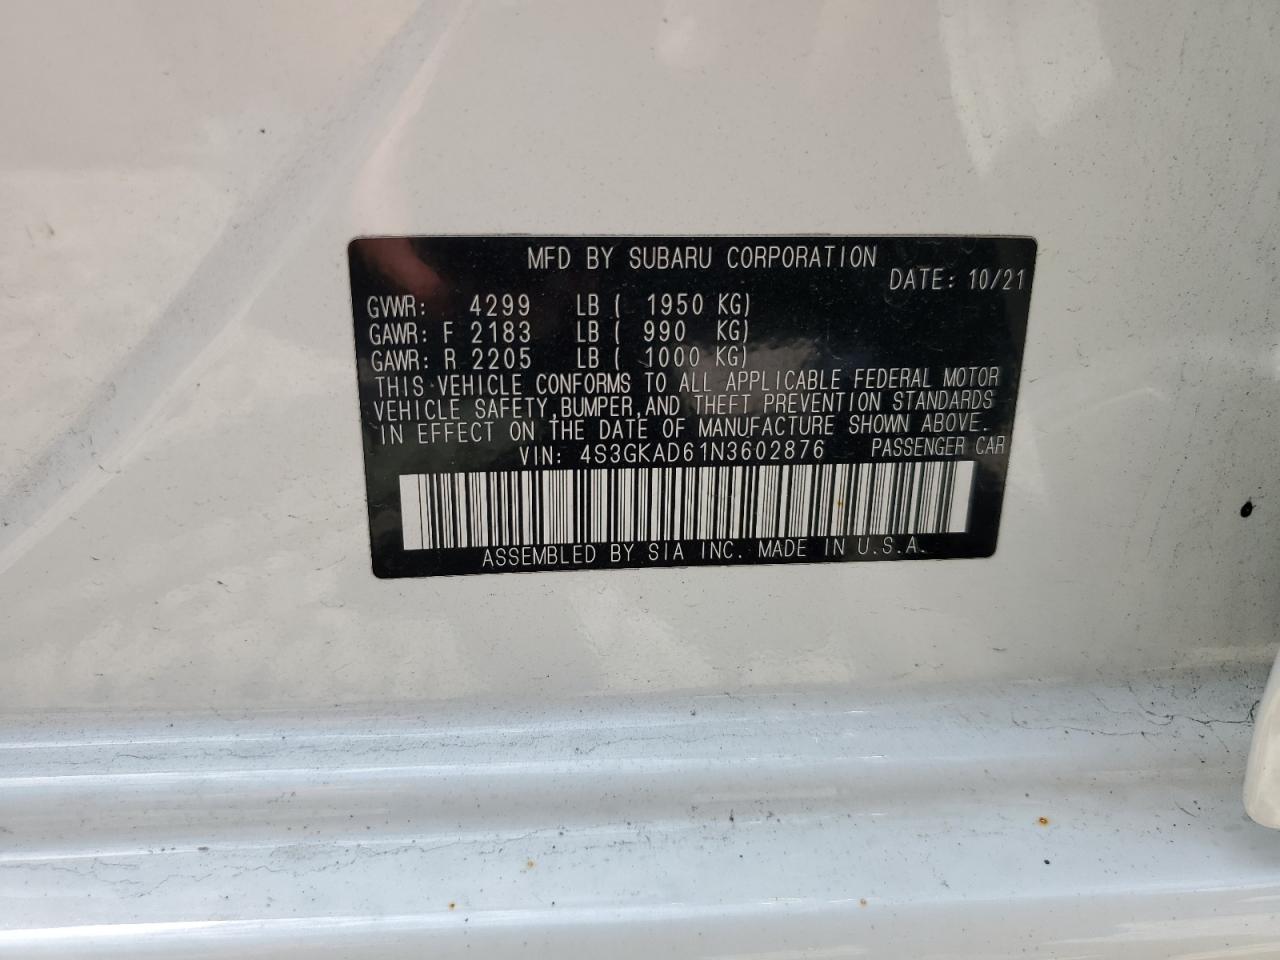 MFD BY SUBARU CORPORATION
DATE: 10/21
GVWR: 4299 LB ( 1950 KG)
GAWR: F 2183 LB ( 990 KG)
GAWR: R 2205 LB ( 1000 KG)
THIS VEHICLE CONFORMS TO ALL APPLICABLE FEDERAL MOTOR
VEHICLE SAFETY, BUMPER, AND THEFT PREVENTION STANDARDS
IN EFFECT ON THE DATE OF MANUFACTURE SHOWN ABOVE.
VIN: 4S3GKAD61N3602876 PASSENGER CAR
ASSEMBLED BY SIA INC. MADE IN U.S.A.